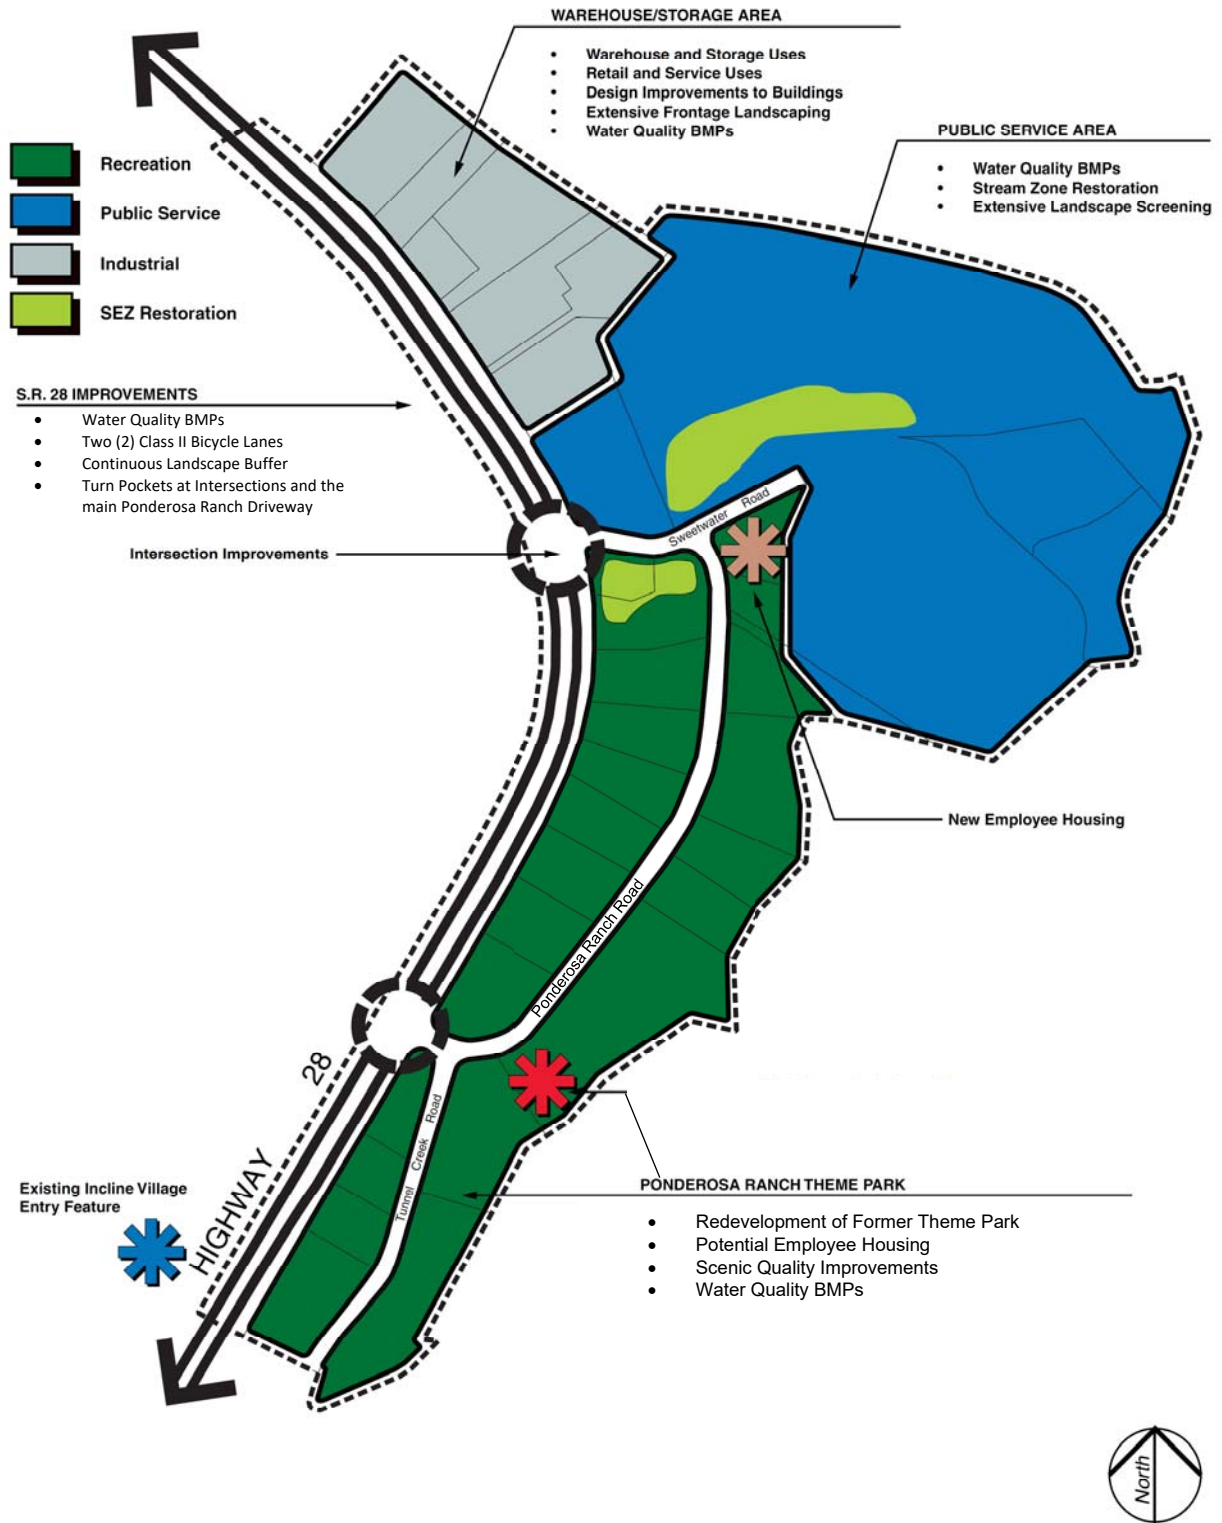 WAREHOUSE/STORAGE AREA
• Warehouse and Storage Uses
• Retail and Service Uses
• Design Improvements to Buildings
• Extensive Frontage Landscaping
• Water Quality BMPs
PUBLIC SERVICE AREA
• Water Quality BMPs
• Stream Zone Restoration
• Extensive Landscape Screening
Recreation
Public Service
Industrial
SEZ Restoration
S.R. 28 IMPROVEMENTS
• Water Quality BMPs
• Two (2) Class II Bicycle Lanes
• Continuous Landscape Buffer
• Turn Pockets at Intersections and the
main Ponderosa Ranch Driveway
Intersection Improvements
Sweetwater Road
New Employee Housing
Ponderosa Ranch Road
Tunnel Creek Road
HIGHWAY 28
Existing Incline Village
Entry Feature
PONDEROSA RANCH THEME PARK
• Redevelopment of Former Theme Park
• Potential Employee Housing
• Scenic Quality Improvements
• Water Quality BMPs
North